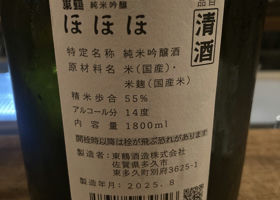 東鶴 純米吟醸
ほほほ
品目
清酒
特定名称 純米吟醸酒
原材料名 米(国産)・
米麹(国産米)
精米歩合 55%
アルコール分 14度
内容量 1800ml
開栓時以降は栓が飛ぶ恐れがあります
製造者:東鶴酒造株式会社
佐賀県多久市
東多久町別府3625-1
製造年月 2025.8